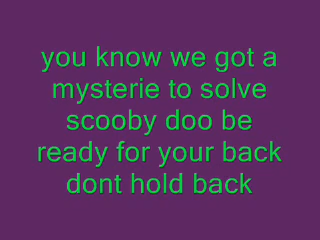 you know we got a
mysterie to solve
scooby doo be
ready for your back
dont hold back